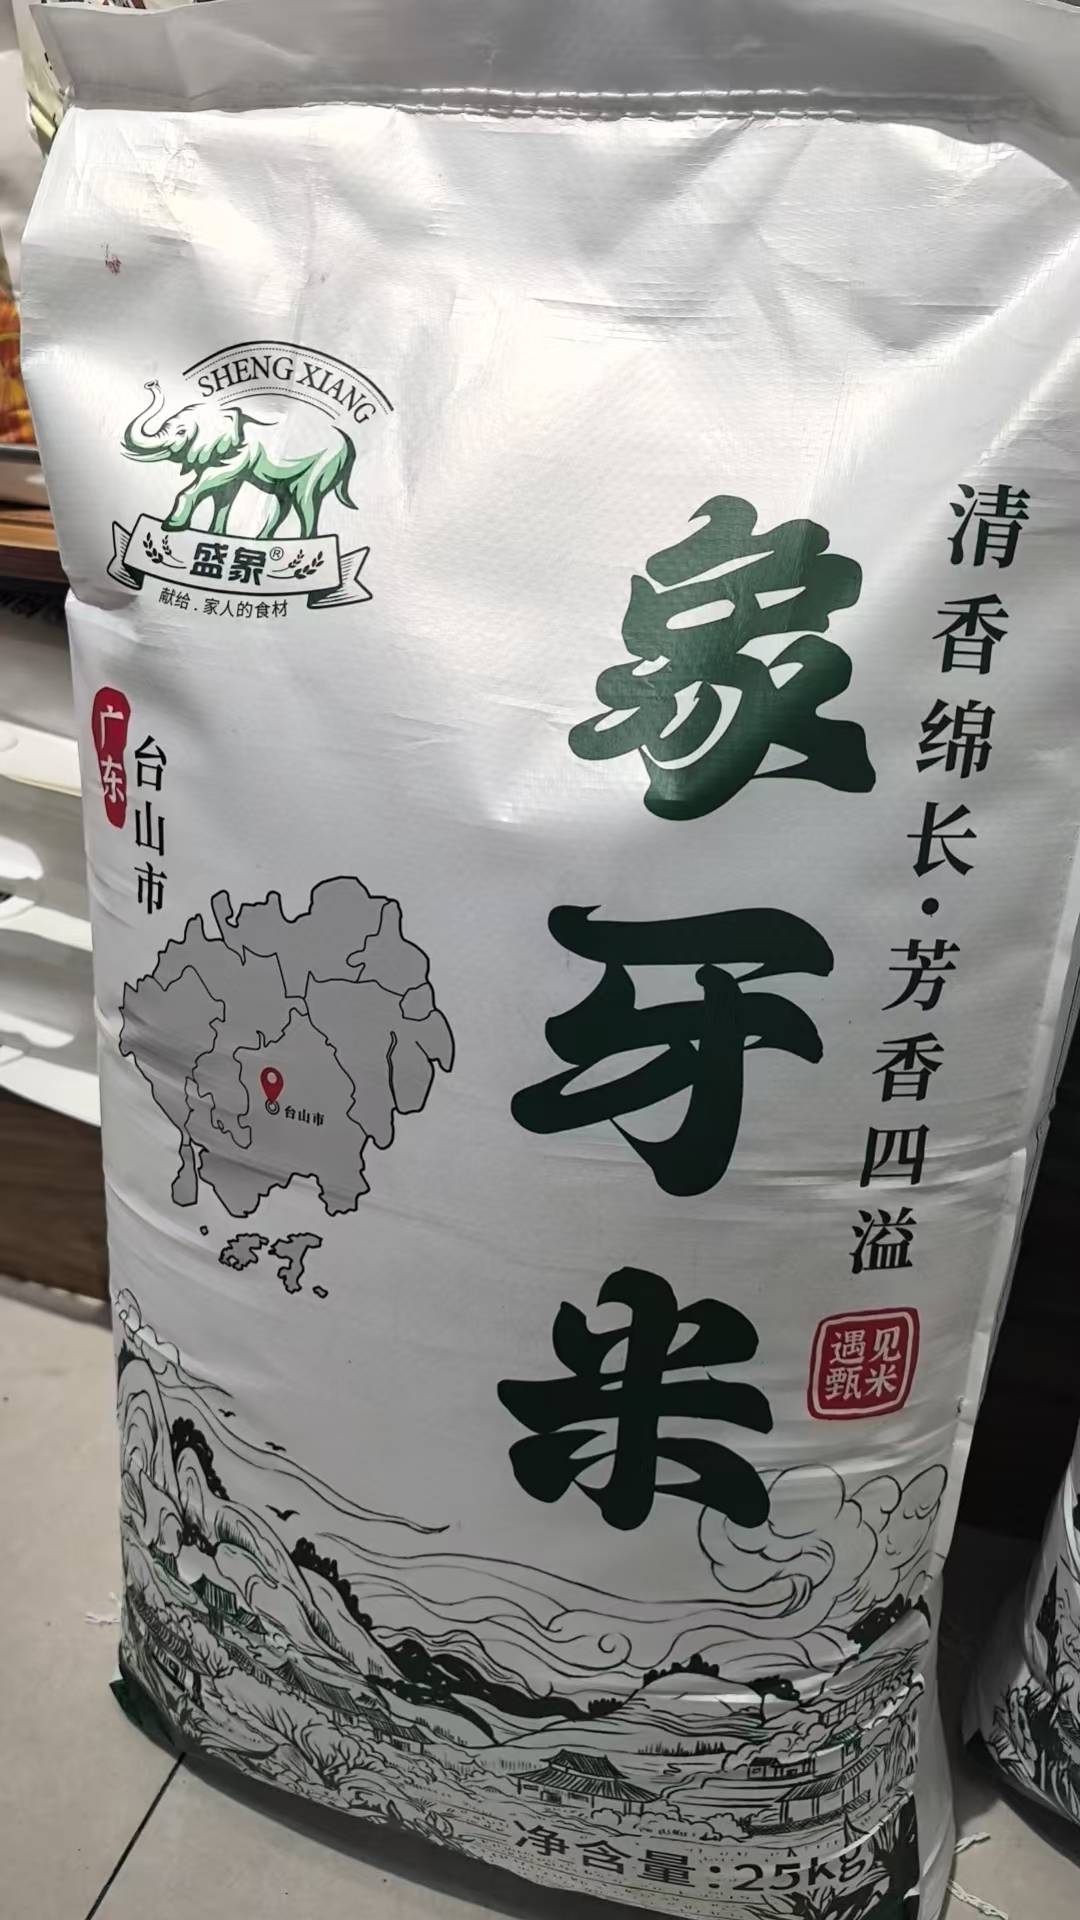 SHENG XIANG
盛象®
献给.家人的食材
广东
台山市
台山市
象牙米
清香绵长·芳香四溢
遇见
甄米
净含量:25kg